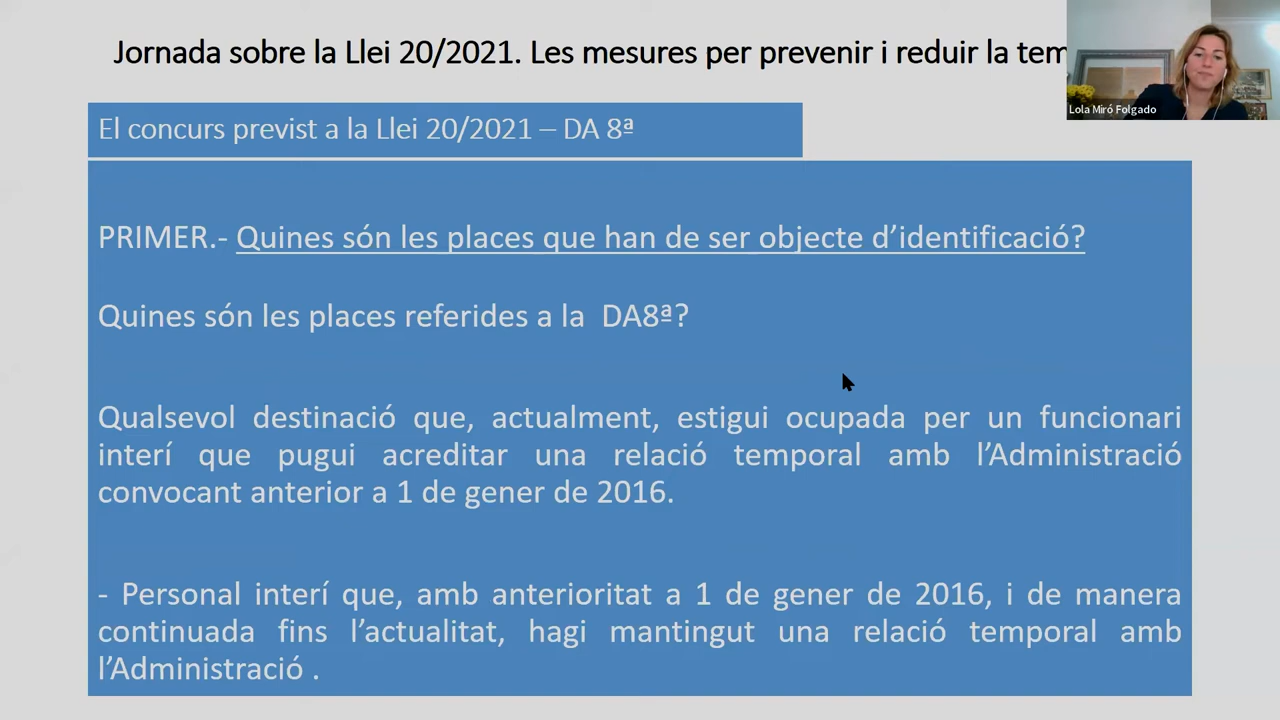 Jornada sobre la Llei 20/2021. Les mesures per prevenir i reduir la tem
Lola Miró Folgado
El concurs previst a la Llei 20/2021 – DA 8ª
PRIMER.- Quines són les places que han de ser objecte d’identificació?
Quines són les places referides a la DA8ª?
Qualsevol destinació que, actualment, estigui ocupada per un funcionari
interí que pugui acreditar una relació temporal amb l’Administració
convocant anterior a 1 de gener de 2016.
- Personal interí que, amb anterioritat a 1 de gener de 2016, i de manera
continuada fins l’actualitat, hagi mantingut una relació temporal amb
l’Administració .